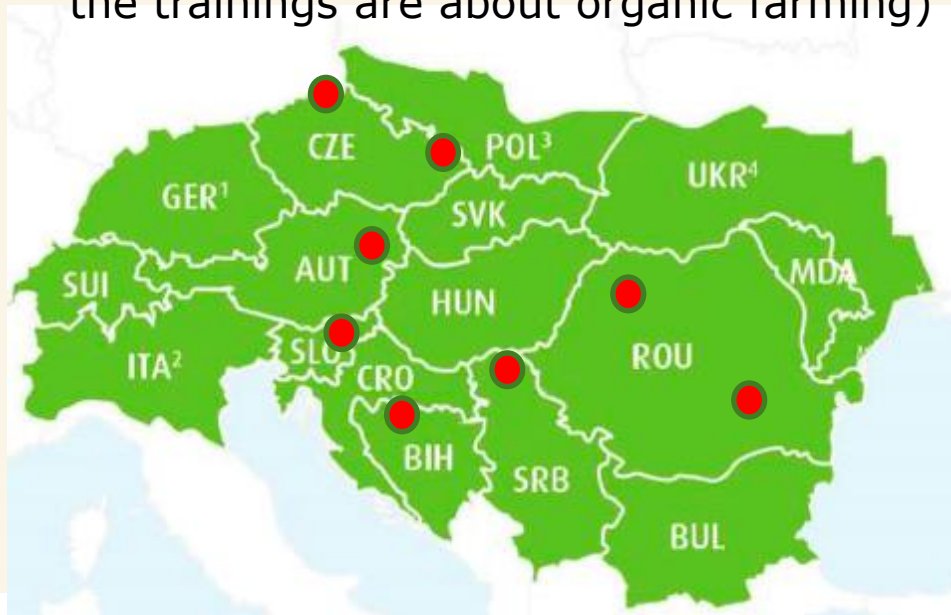 the trainings are about organic farming)
CZE
POL³
UKR⁴
GER¹
SVK
AUT
MDA
SUI
HUN
ITA²
SLO
ROU
CRO
BIH
SRB
BUL